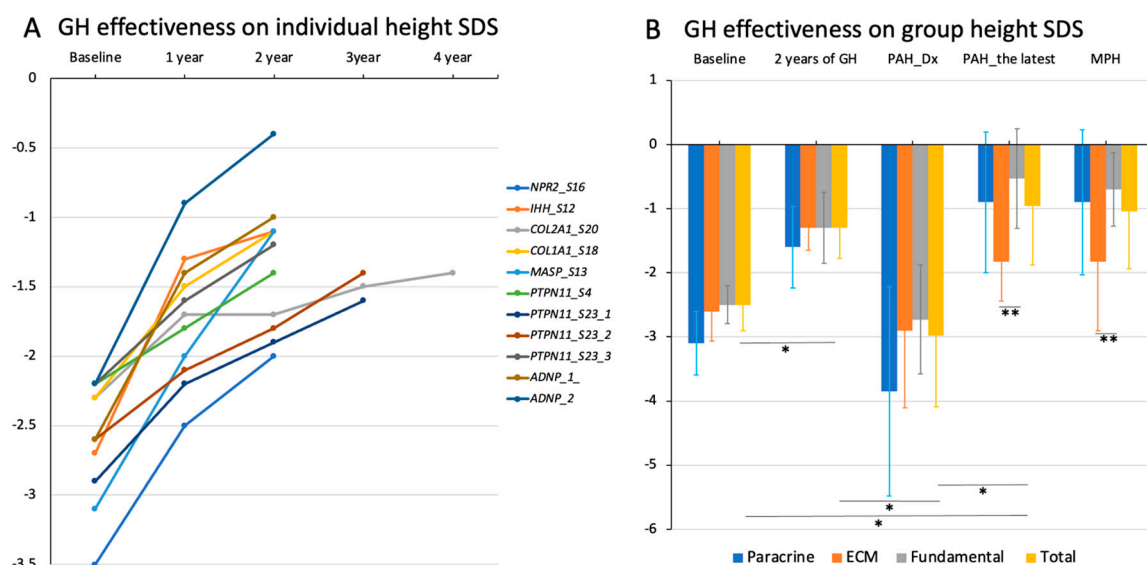 A GH effectiveness on individual height SDS
Baseline 1 year 2 year 3year 4 year
0
-0.5
-1
-1.5
-2
-2.5
-3
-3.5
NPR2_S16
IHH_S12
COL2A1_S20
COL1A1_S18
MASP_S13
PTPN11_S4
PTPN11_S23_1
PTPN11_S23_2
PTPN11_S23_3
ADNP_1_
ADNP_2
B GH effectiveness on group height SDS
Baseline 2 years of GH PAH_Dx PAH_the latest MPH
1
0
-1
-2
-3
-4
-5
-6
*
**
**
*
*
*
Paracrine ECM Fundamental Total